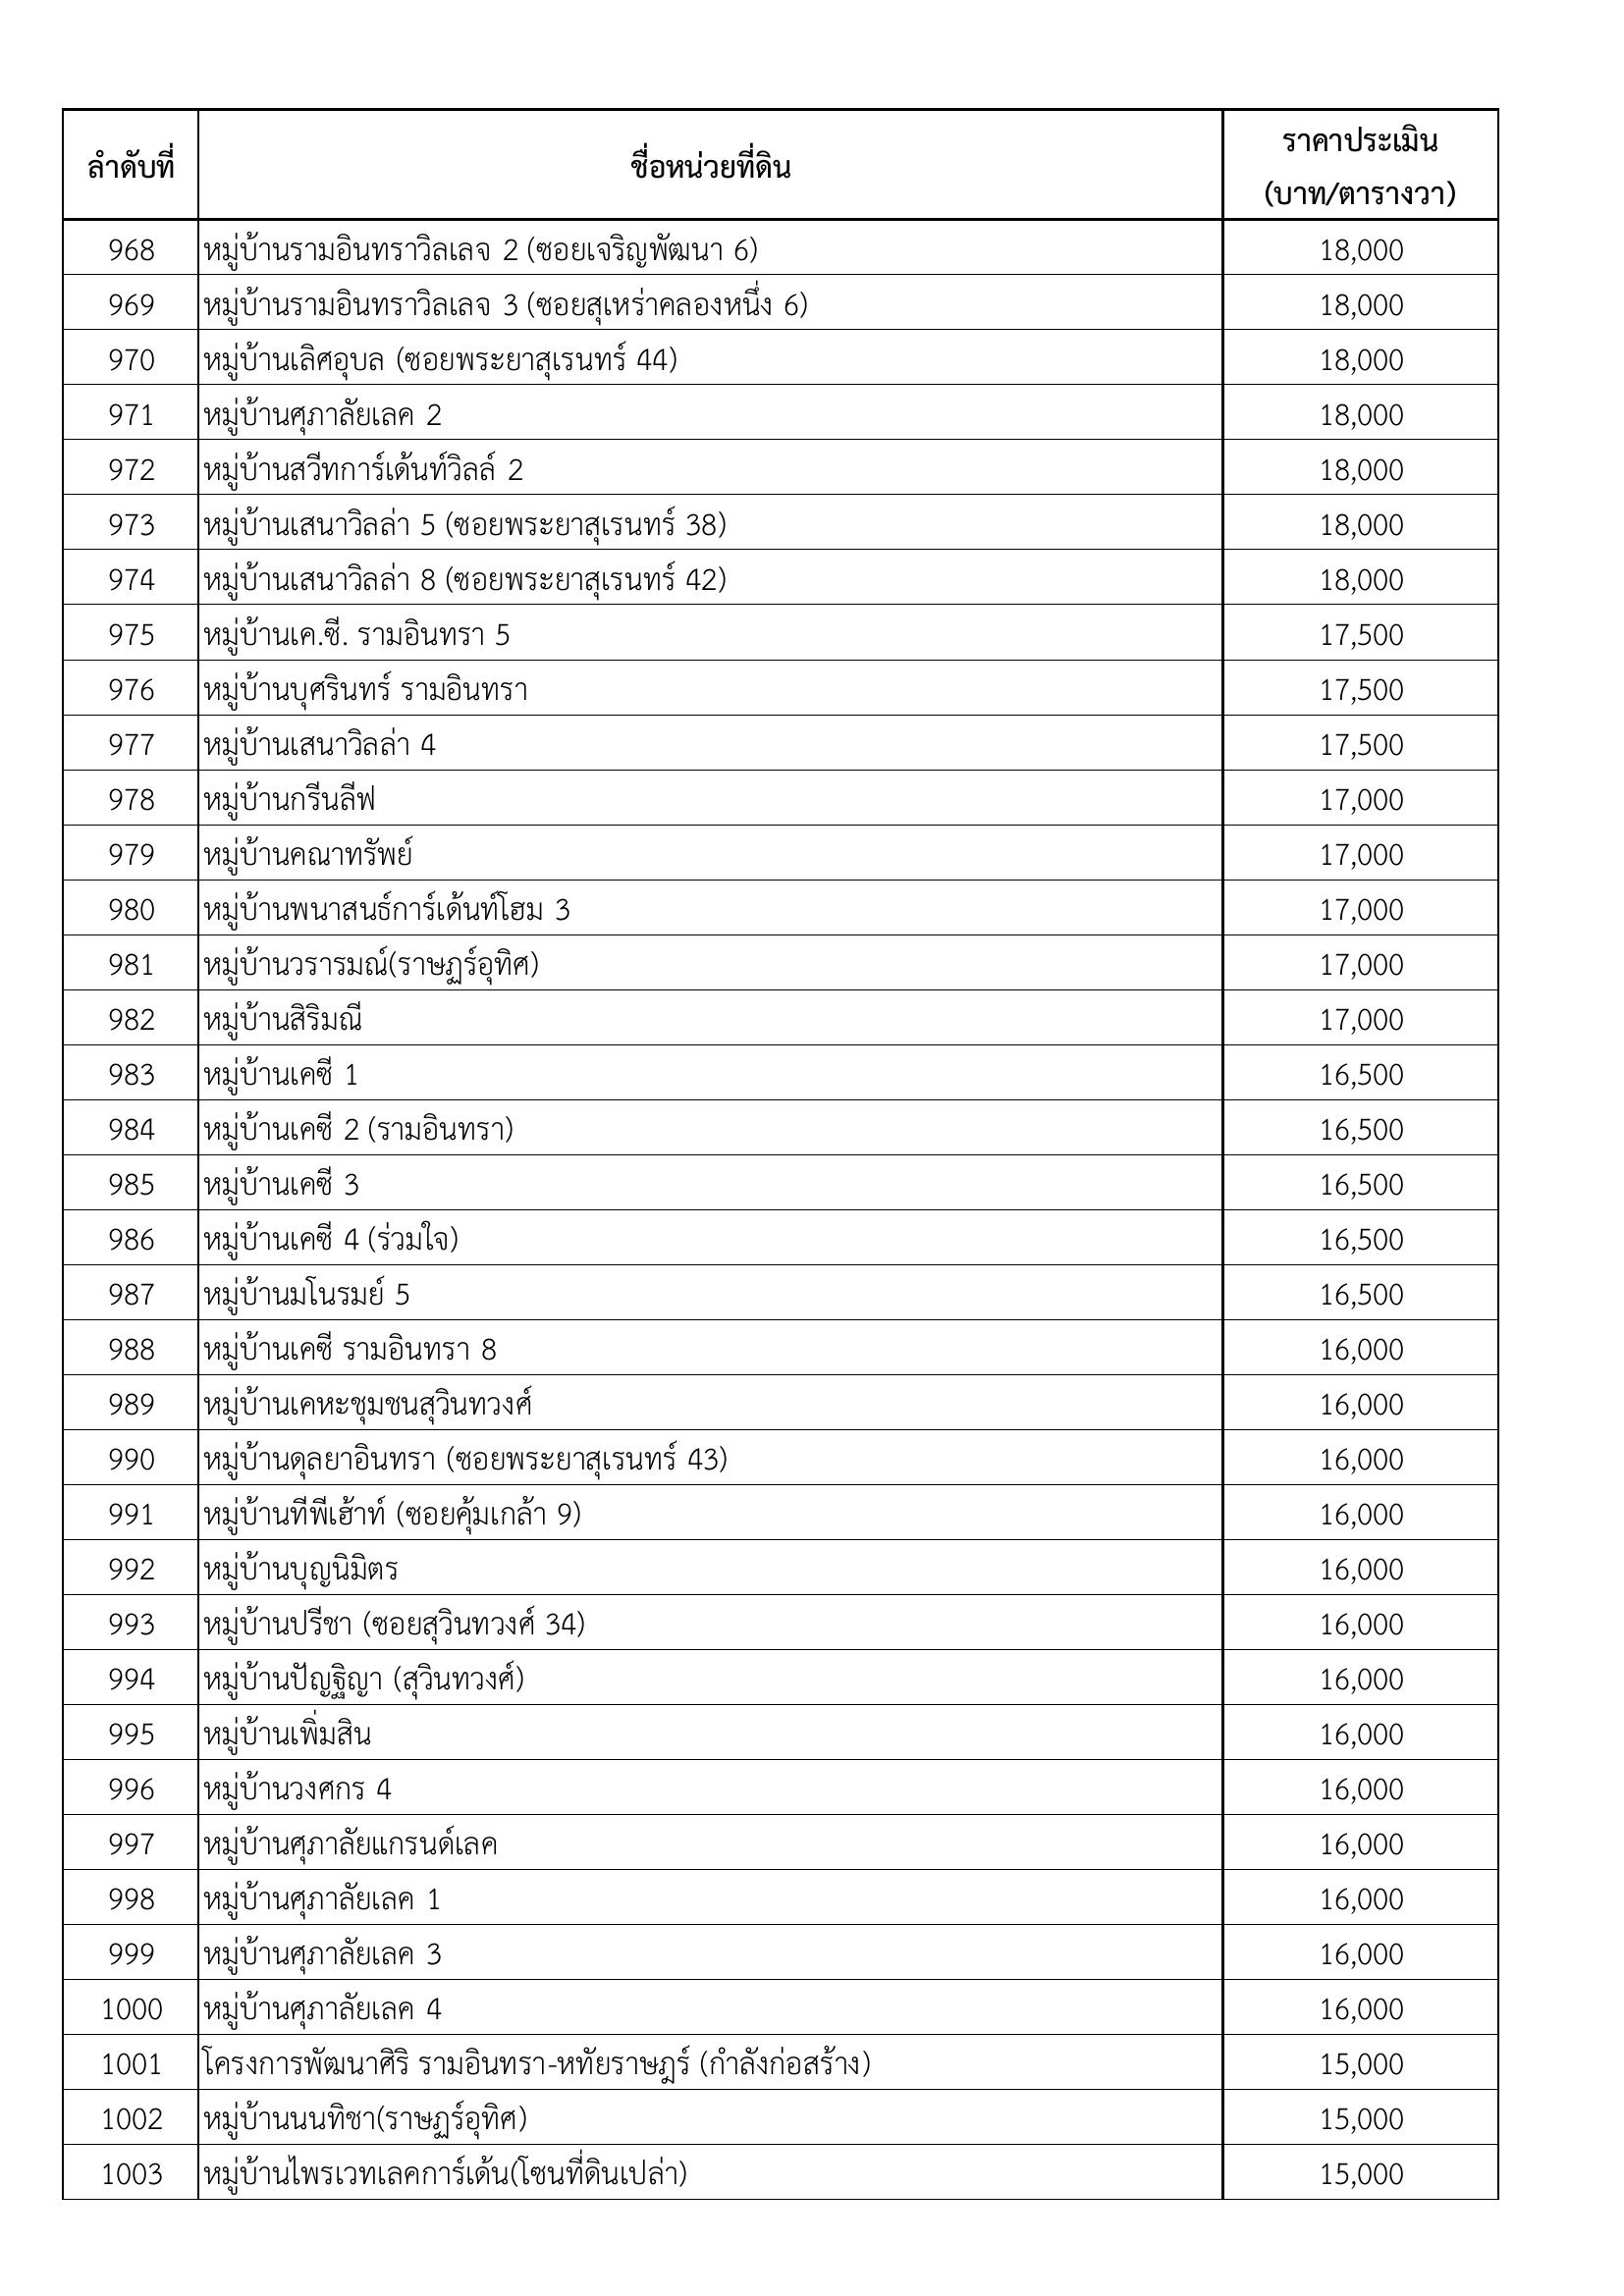 ลำดับที่ ชื่อหน่วยที่ดิน ราคาประเมิน
(บาท/ตารางวา)
968 หมู่บ้านรามอินทราวิลเลจ 2 (ซอยเจริญพัฒนา 6) 18,000
969 หมู่บ้านรามอินทราวิลเลจ 3 (ซอยสุเหร่าคลองหนึ่ง 6) 18,000
970 หมู่บ้านเลิศอุบล (ซอยพระยาสุเรนทร์ 44) 18,000
971 หมู่บ้านศุภาลัยเลค 2 18,000
972 หมู่บ้านสวีทการ์เด้นท์วิลล์ 2 18,000
973 หมู่บ้านเสนาวิลล่า 5 (ซอยพระยาสุเรนทร์ 38) 18,000
974 หมู่บ้านเสนาวิลล่า 8 (ซอยพระยาสุเรนทร์ 42) 18,000
975 หมู่บ้านเค.ซี. รามอินทรา 5 17,500
976 หมู่บ้านบุศรินทร์ รามอินทรา 17,500
977 หมู่บ้านเสนาวิลล่า 4 17,500
978 หมู่บ้านกรีนลีฟ 17,000
979 หมู่บ้านคณาทรัพย์ 17,000
980 หมู่บ้านพนาสนธ์การ์เด้นท์โฮม 3 17,000
981 หมู่บ้านวรารมณ์(ราษฏร์อุทิศ) 17,000
982 หมู่บ้านสิริมณี 17,000
983 หมู่บ้านเคซี 1 16,500
984 หมู่บ้านเคซี 2 (รามอินทรา) 16,500
985 หมู่บ้านเคซี 3 16,500
986 หมู่บ้านเคซี 4 (ร่วมใจ) 16,500
987 หมู่บ้านมโนรมย์ 5 16,500
988 หมู่บ้านเคซี รามอินทรา 8 16,000
989 หมู่บ้านเคหะชุมชนสุวินทวงศ์ 16,000
990 หมู่บ้านดุลยาอินทรา (ซอยพระยาสุเรนทร์ 43) 16,000
991 หมู่บ้านทีพีเฮ้าท์ (ซอยคุ้มเกล้า 9) 16,000
992 หมู่บ้านบุญนิมิตร 16,000
993 หมู่บ้านปรีชา (ซอยสุวินทวงศ์ 34) 16,000
994 หมู่บ้านปัญฐิญา (สุวินทวงศ์) 16,000
995 หมู่บ้านเพิ่มสิน 16,000
996 หมู่บ้านวงศกร 4 16,000
997 หมู่บ้านศุภาลัยแกรนด์เลค 16,000
998 หมู่บ้านศุภาลัยเลค 1 16,000
999 หมู่บ้านศุภาลัยเลค 3 16,000
1000 หมู่บ้านศุภาลัยเลค 4 16,000
1001 โครงการพัฒนาศิริ รามอินทรา-หทัยราษฎร์ (กำลังก่อสร้าง) 15,000
1002 หมู่บ้านนนทิชา(ราษฏร์อุทิศ) 15,000
1003 หมู่บ้านไพรเวทเลคการ์เด้น(โซนที่ดินเปล่า) 15,000